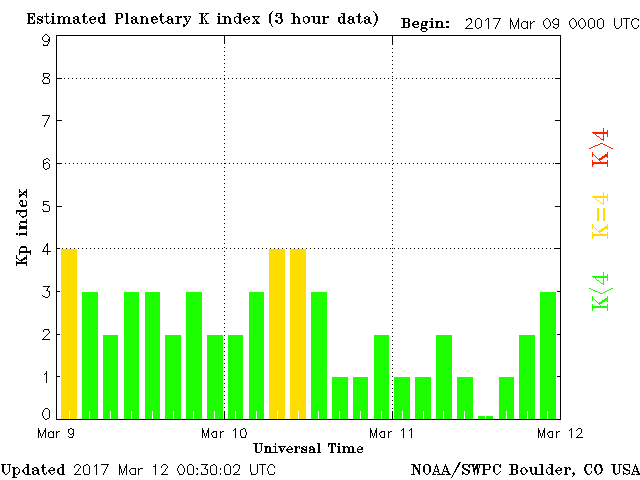 Estimated Planetary K index (3 hour data) Begin: 2017 Mar 09 0000 UTC
9
8
7
6
5
4
3
2
1
0
Kp index
K>4
K=4
K<4
Mar 9 Mar 10 Mar 11 Mar 12
Universal Time
Updated 2017 Mar 12 00:30:02 UTC NOAA/SWPC Boulder, CO USA